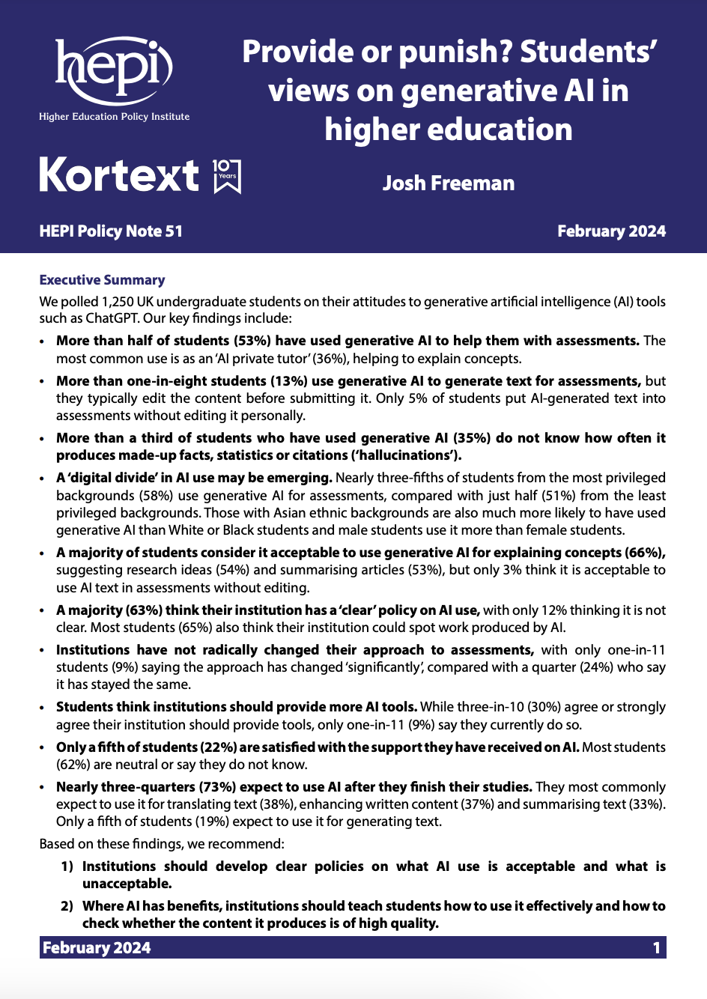 hepi
Higher Education Policy Institute
Provide or punish? Students’
views on generative AI in
higher education
Kortext
10
Years
Josh Freeman
HEPI Policy Note 51
February 2024
Executive Summary
We polled 1,250 UK undergraduate students on their attitudes to generative artificial intelligence (AI) tools
such as ChatGPT. Our key findings include:
• More than half of students (53%) have used generative AI to help them with assessments. The
most common use is as an ‘AI private tutor’ (36%), helping to explain concepts.
• More than one-in-eight students (13%) use generative AI to generate text for assessments, but
they typically edit the content before submitting it. Only 5% of students put AI-generated text into
assessments without editing it personally.
• More than a third of students who have used generative AI (35%) do not know how often it
produces made-up facts, statistics or citations (‘hallucinations’).
• A ‘digital divide’ in AI use may be emerging. Nearly three-fifths of students from the most privileged
backgrounds (58%) use generative AI for assessments, compared with just half (51%) from the least
privileged backgrounds. Those with Asian ethnic backgrounds are also much more likely to have used
generative AI than White or Black students and male students use it more than female students.
• A majority of students consider it acceptable to use generative AI for explaining concepts (66%),
suggesting research ideas (54%) and summarising articles (53%), but only 3% think it is acceptable to
use AI text in assessments without editing.
• A majority (63%) think their institution has a ‘clear’ policy on AI use, with only 12% thinking it is not
clear. Most students (65%) also think their institution could spot work produced by AI.
• Institutions have not radically changed their approach to assessments, with only one-in-11
students (9%) saying the approach has changed ‘significantly’, compared with a quarter (24%) who say
it has stayed the same.
• Students think institutions should provide more AI tools. While three-in-10 (30%) agree or strongly
agree their institution should provide tools, only one-in-11 (9%) say they currently do so.
• Only a fifth of students (22%) are satisfied with the support they have received on AI. Most students
(62%) are neutral or say they do not know.
• Nearly three-quarters (73%) expect to use AI after they finish their studies. They most commonly
expect to use it for translating text (38%), enhancing written content (37%) and summarising text (33%).
Only a fifth of students (19%) expect to use it for generating text.
Based on these findings, we recommend:
1) Institutions should develop clear policies on what AI use is acceptable and what is
unacceptable.
2) Where AI has benefits, institutions should teach students how to use it effectively and how to
check whether the content it produces is of high quality.
February 2024
1